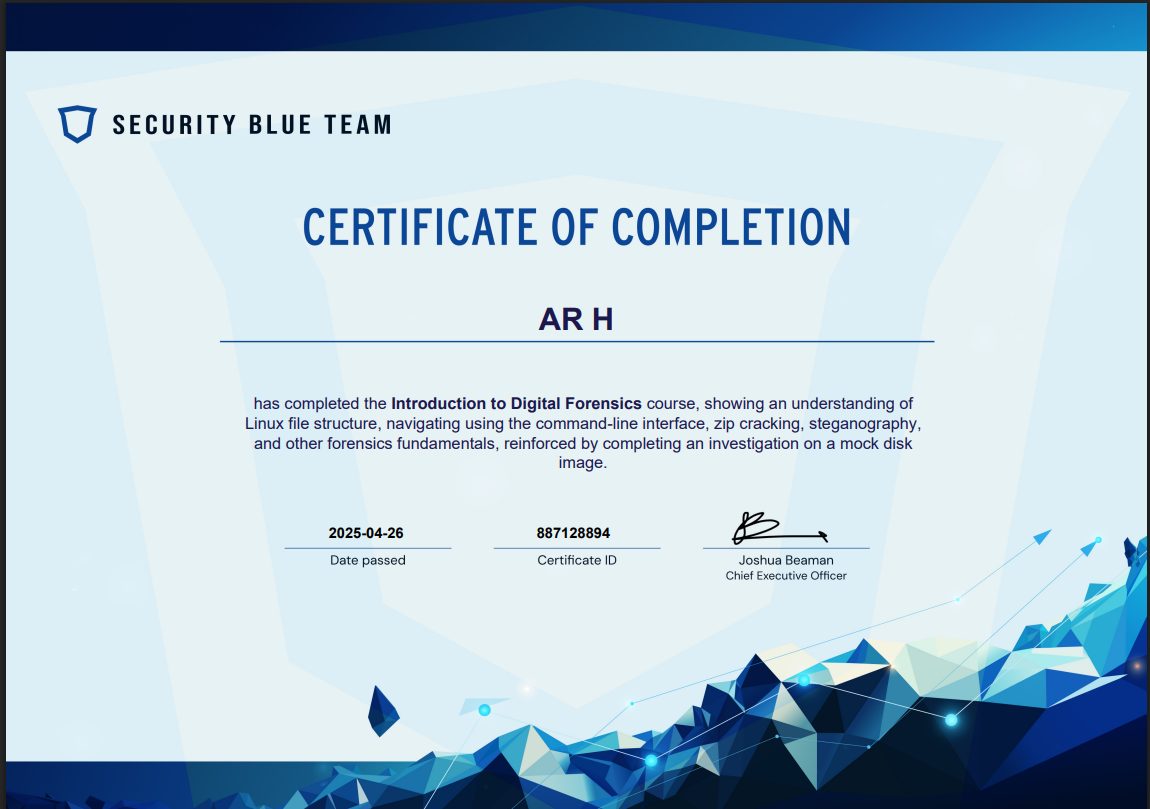 SECURITY BLUE TEAM
CERTIFICATE OF COMPLETION
AR H
has completed the Introduction to Digital Forensics course, showing an understanding of
Linux file structure, navigating using the command-line interface, zip cracking, steganography,
and other forensics fundamentals, reinforced by completing an investigation on a mock disk
image.
2025-04-26
Date passed
887128894
Certificate ID
Joshua Beaman
Chief Executive Officer